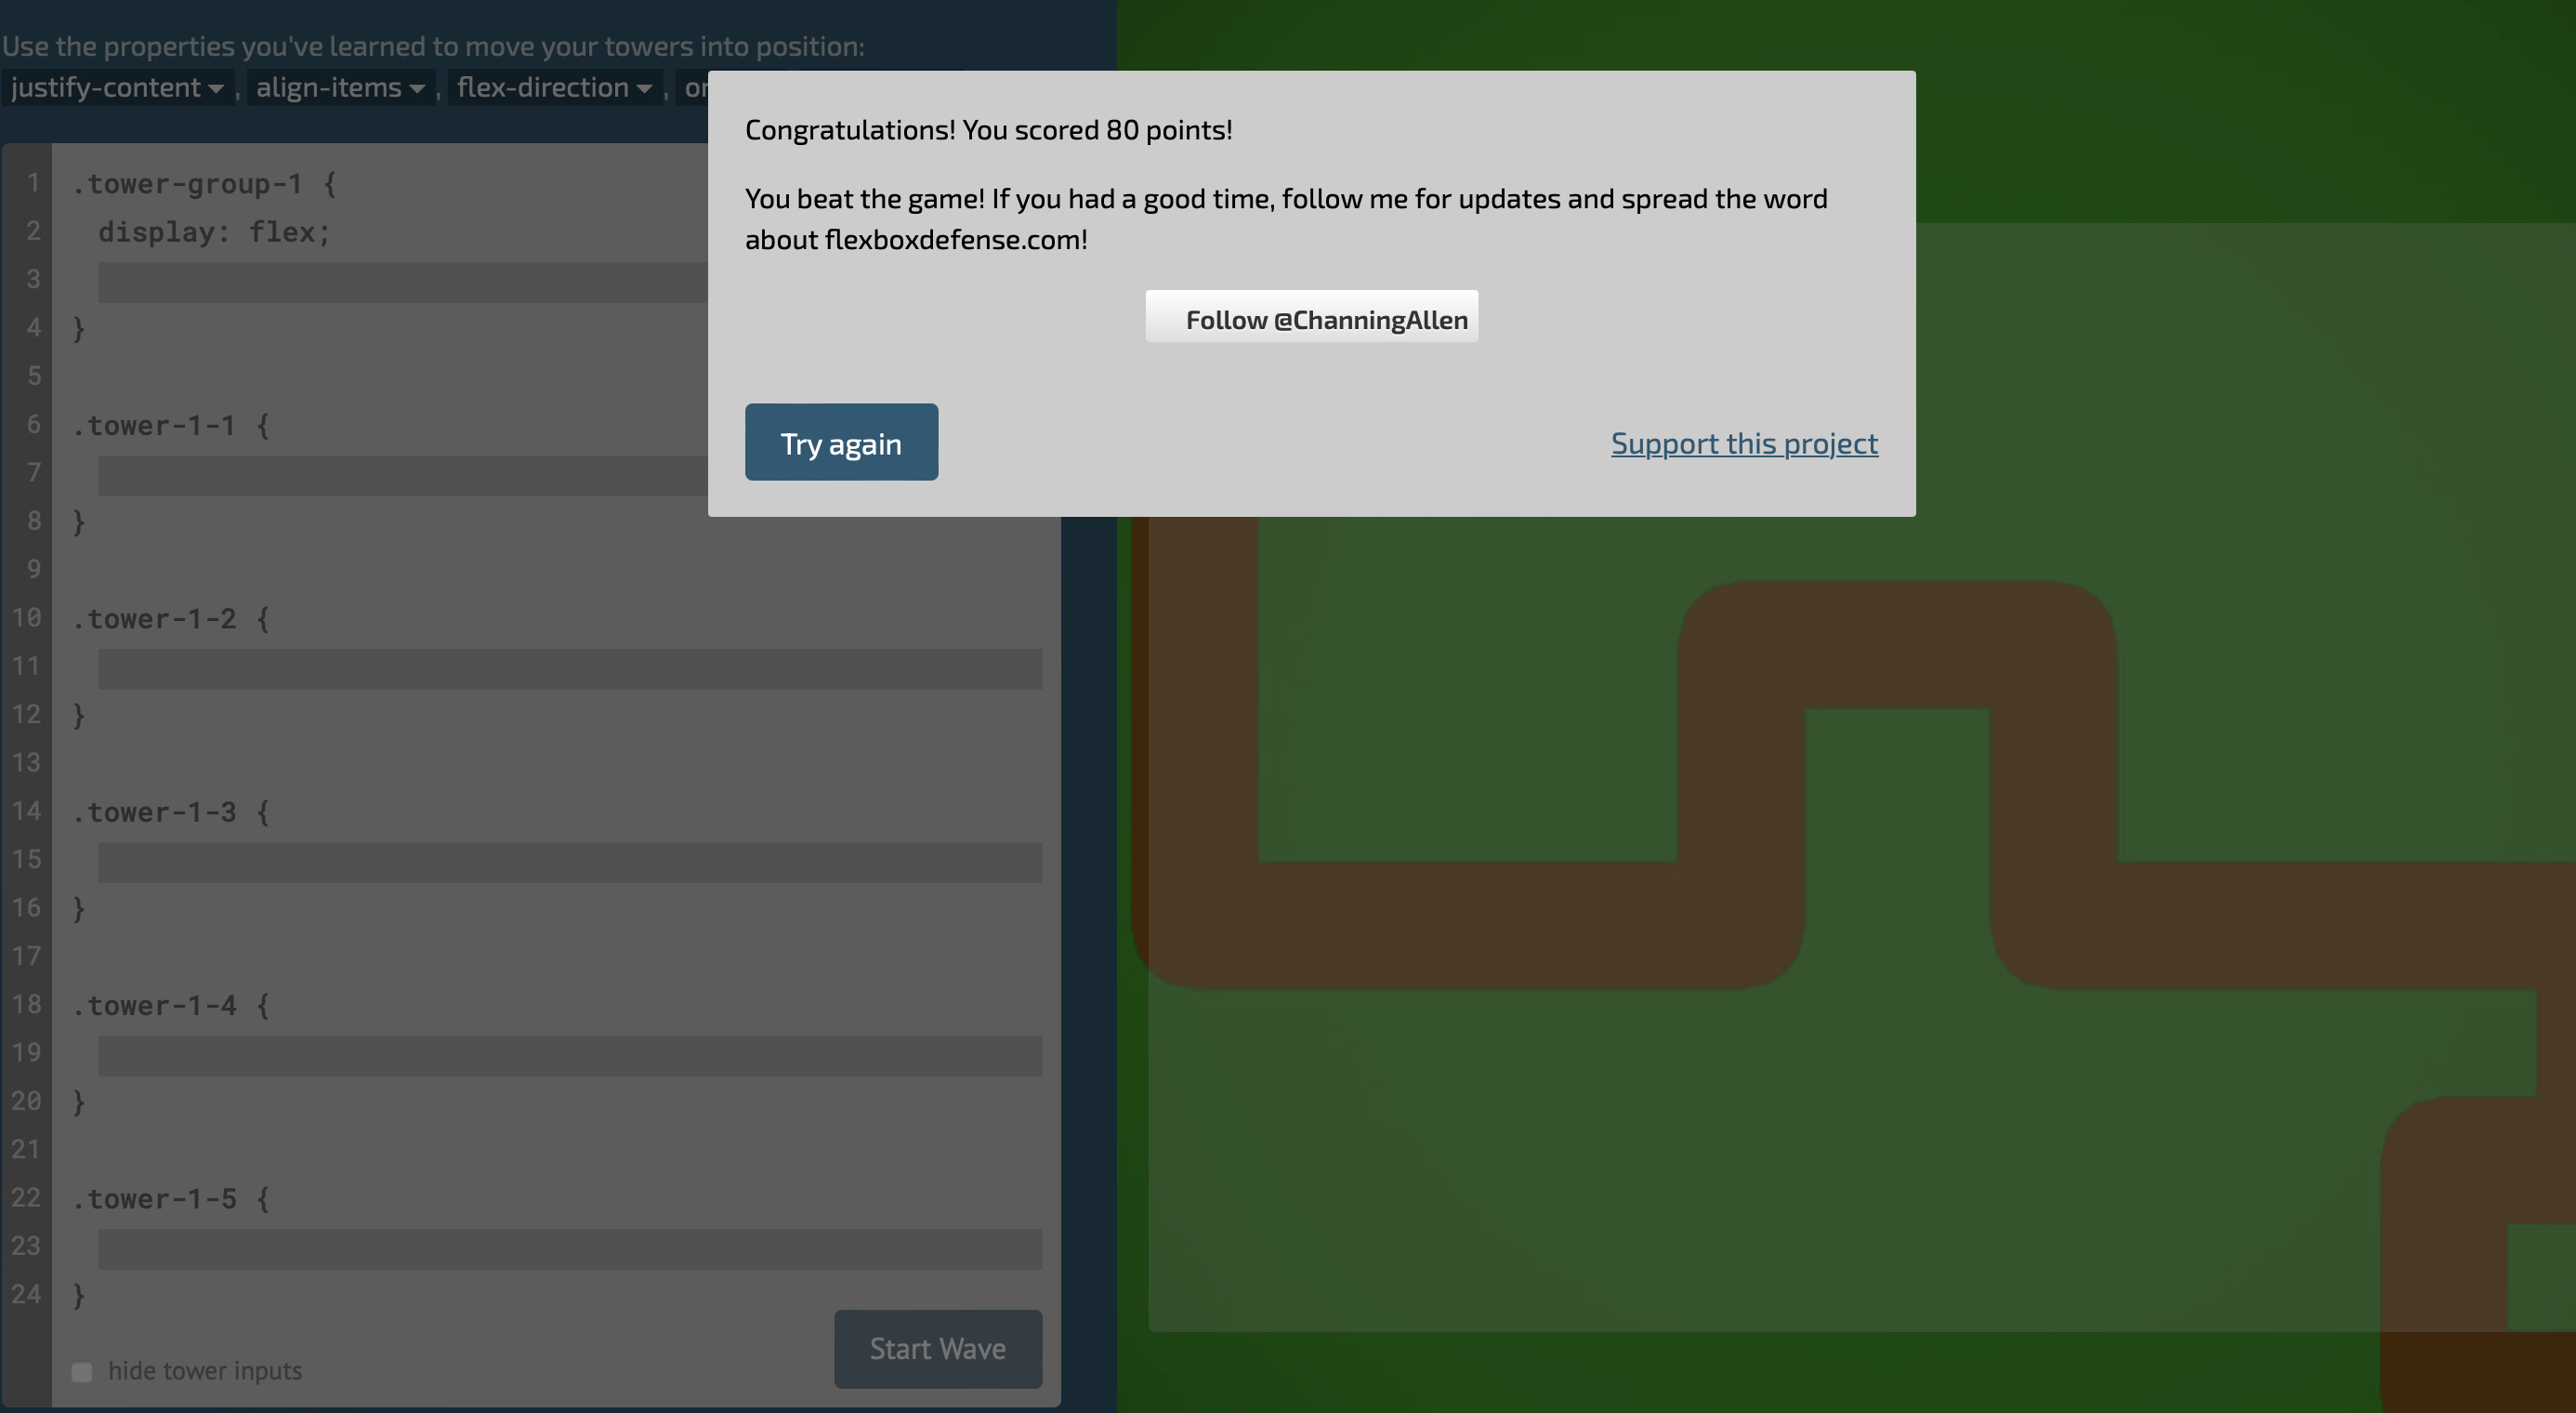 Use the properties you've learned to move your towers into position:
justify-content , align-items , flex-direction ,
Congratulations! You scored 80 points!
You beat the game! If you had a good time, follow me for updates and spread the word
about flexboxdefense.com!
Follow @ChanningAllen
Try again
Support this project
1 .tower-group-1 {
2 display: flex;
3
4 }
5
6 .tower-1-1 {
7
8 }
9
10 .tower-1-2 {
11
12 }
13
14 .tower-1-3 {
15
16 }
17
18 .tower-1-4 {
19
20 }
21
22 .tower-1-5 {
23
24 }
hide tower inputs
Start Wave